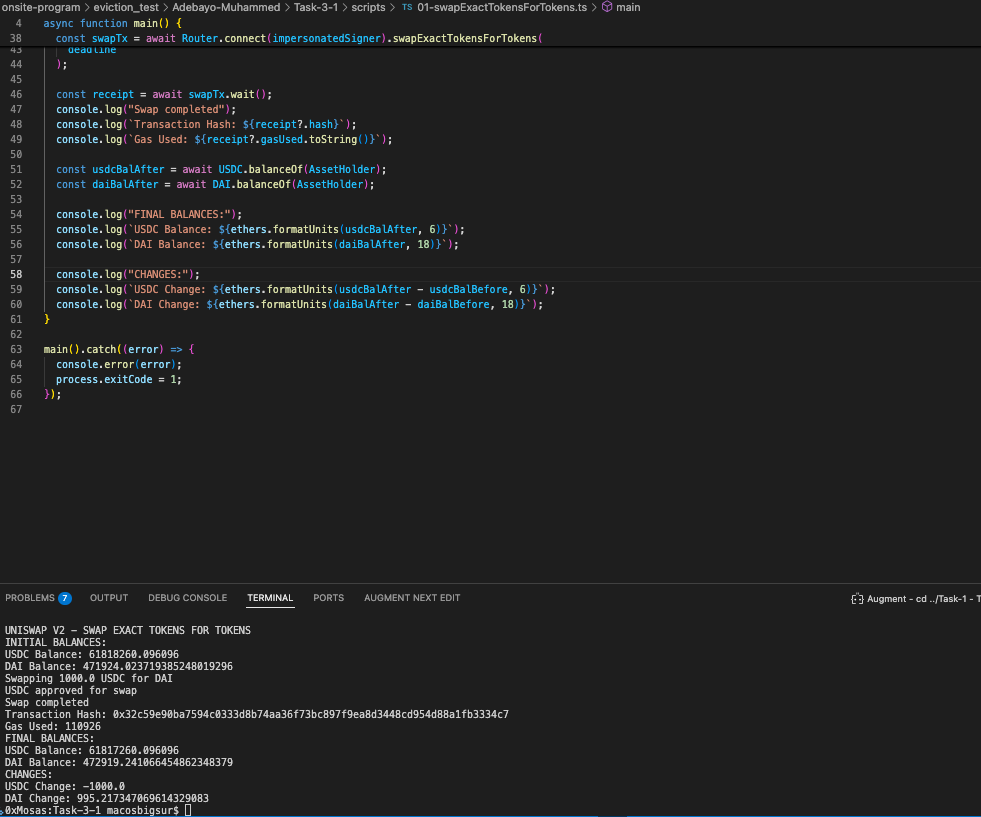 onsite-program > eviction_test > Adebayo-Muhammed > Task-3-1 > scripts > TS 01-swapExactTokensForTokens.ts > main
4 async function main() {
38 const swapTx = await Router.connect(impersonatedSigner).swapExactTokensForTokens(
43 deadline
44 );
45
46 const receipt = await swapTx.wait();
47 console.log("Swap completed");
48 console.log(`Transaction Hash: ${receipt?.hash}`);
49 console.log(`Gas Used: ${receipt?.gasUsed.toString()}`);
50
51 const usdcBalAfter = await USDC.balanceOf(AssetHolder);
52 const daiBalAfter = await DAI.balanceOf(AssetHolder);
53
54 console.log("FINAL BALANCES:");
55 console.log(`USDC Balance: ${ethers.formatUnits(usdcBalAfter, 6)}`);
56 console.log(`DAI Balance: ${ethers.formatUnits(daiBalAfter, 18)}`);
57
58 console.log("CHANGES:");
59 console.log(`USDC Change: ${ethers.formatUnits(usdcBalAfter - usdcBalBefore, 6)}`);
60 console.log(`DAI Change: ${ethers.formatUnits(daiBalAfter - daiBalBefore, 18)}`);
61 }
62
63 main().catch((error) => {
64 console.error(error);
65 process.exitCode = 1;
66 });
67
PROBLEMS 7 OUTPUT DEBUG CONSOLE TERMINAL PORTS AUGMENT NEXT EDIT Augment - cd ../Task-1 - T
UNISWAP V2 - SWAP EXACT TOKENS FOR TOKENS
INITIAL BALANCES:
USDC Balance: 61818260.096096
DAI Balance: 471924.023719385248019296
Swapping 1000.0 USDC for DAI
USDC approved for swap
Swap completed
Transaction Hash: 0x32c59e90ba7594c0333d8b74aa36f73bc897f9ea8d3448cd954d88a1fb3334c7
Gas Used: 110926
FINAL BALANCES:
USDC Balance: 61817260.096096
DAI Balance: 472919.241066454862348379
CHANGES:
USDC Change: -1000.0
DAI Change: 995.217347069614329083
0xMosas:Task-3-1 macosbigsur$